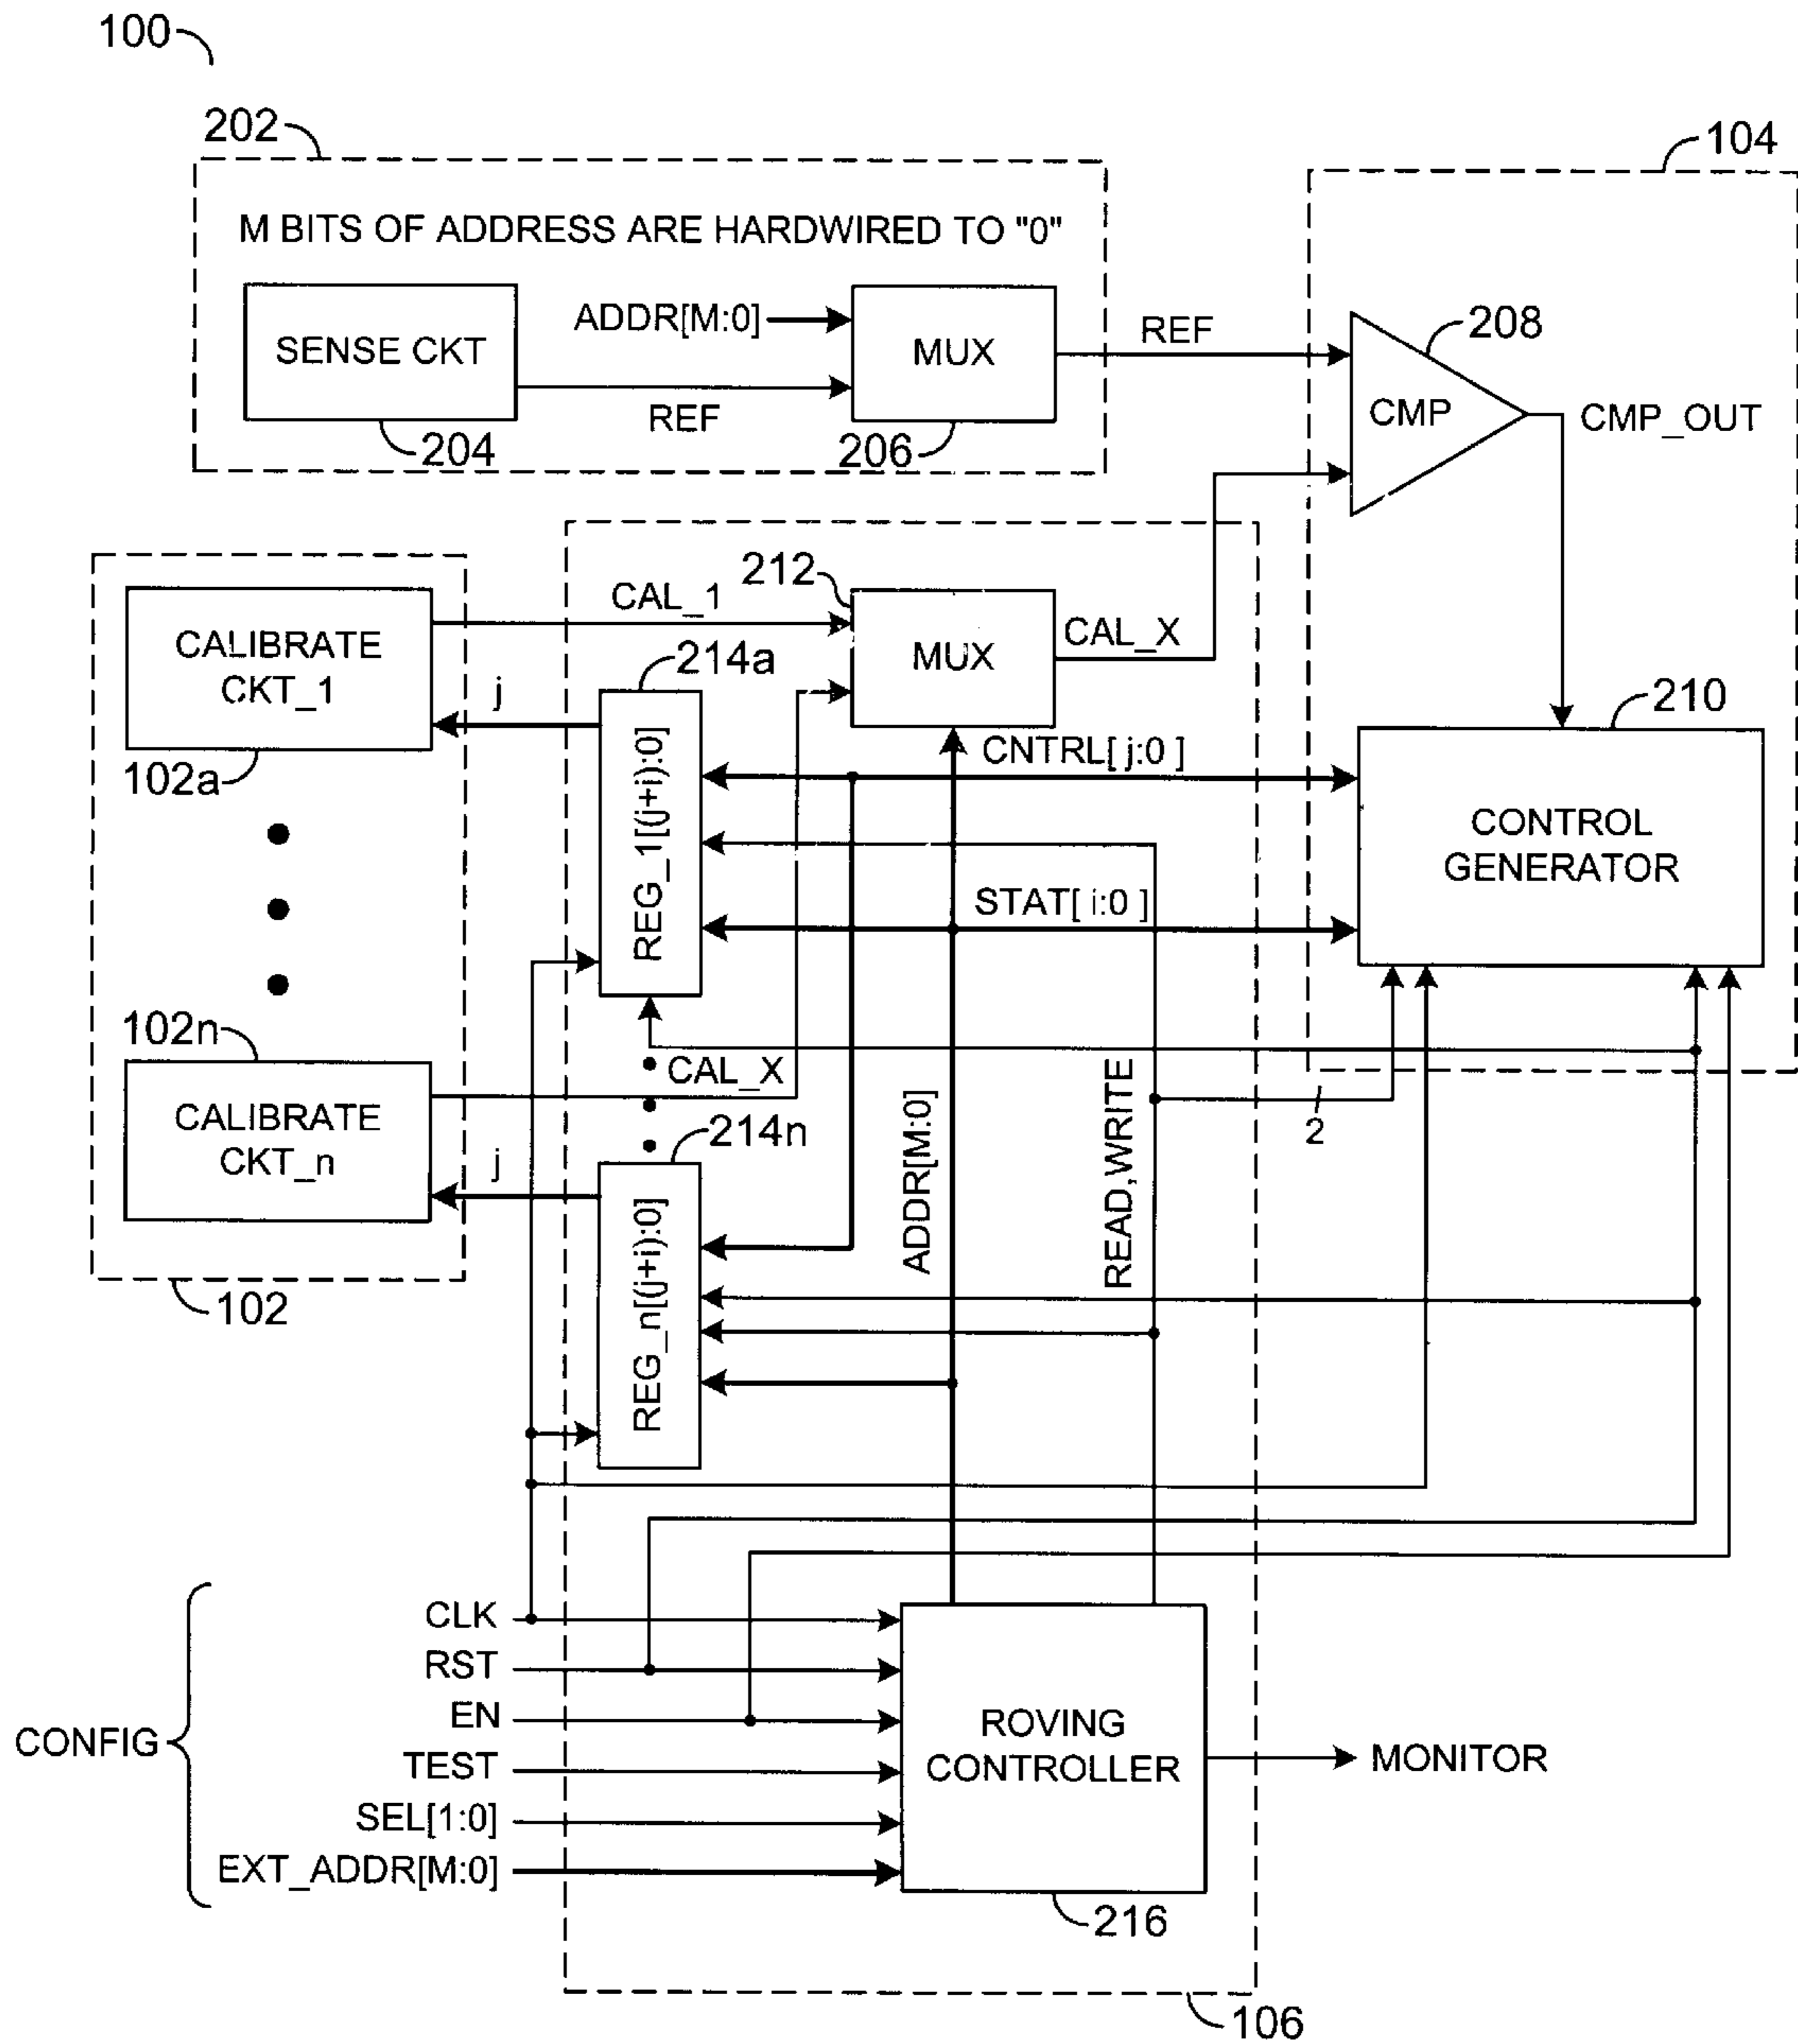 100
202
104
M BITS OF ADDRESS ARE HARDWIRED TO "0"
SENSE CKT
ADDR[M:0]
MUX
REF
204
206
REF
208
CMP
CMP_OUT
212
CAL_1
MUX
CAL_X
CALIBRATE
CKT_1
102a
j
214a
REG_1[(j+i):0]
CNTRL[ j:0 ]
STAT[ i:0 ]
210
CONTROL
GENERATOR
102n
CALIBRATE
CKT_n
CAL_X
j
214n
REG_n[(j+i):0]
ADDR[M:0]
READ,WRITE
2
102
CONFIG
CLK
RST
EN
TEST
SEL[1:0]
EXT_ADDR[M:0]
ROVING
CONTROLLER
MONITOR
216
106